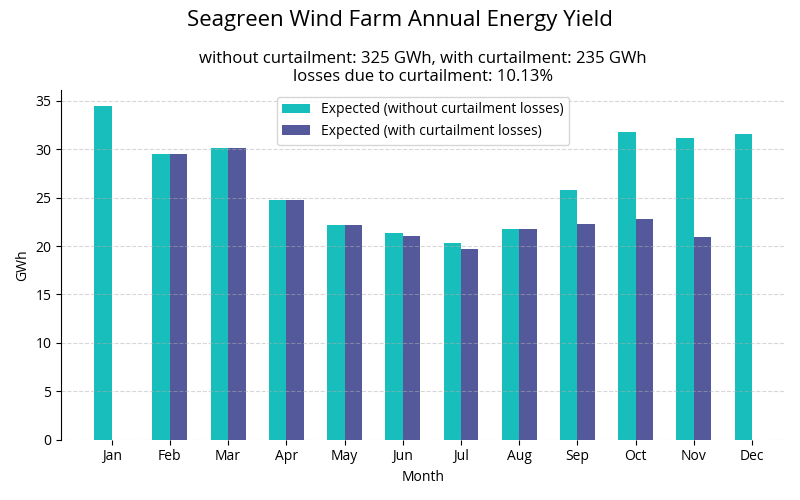 Seagreen Wind Farm Annual Energy Yield
without curtailment: 325 GWh, with curtailment: 235 GWh
losses due to curtailment: 10.13%
Expected (without curtailment losses)
Expected (with curtailment losses)
GWh
35
30
25
20
15
10
5
0
Jan Feb Mar Apr May Jun Jul Aug Sep Oct Nov Dec
Month